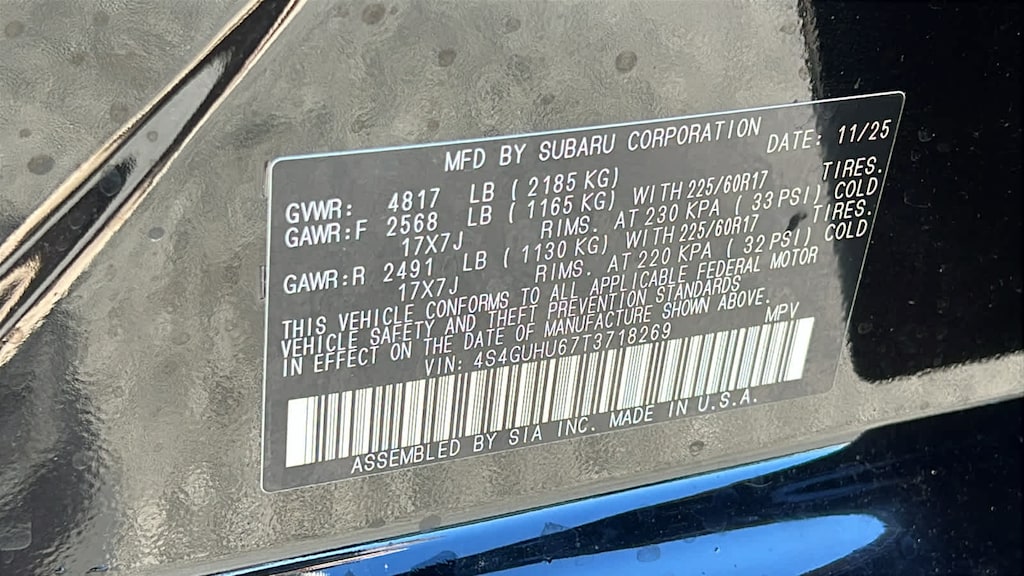 MFD BY SUBARU CORPORATION DATE: 11/25
GVWR: 4817 LB ( 2185 KG)
GAWR:F 2568 LB ( 1165 KG) WITH 225/60R17 TIRES.
17X7J RIMS. AT 230 KPA ( 33 PSI) COLD
GAWR:R 2491 LB ( 1130 KG) WITH 225/60R17 TIRES.
17X7J RIMS. AT 220 KPA ( 32 PSI) COLD
THIS VEHICLE CONFORMS TO ALL APPLICABLE FEDERAL MOTOR
VEHICLE SAFETY AND THEFT PREVENTION STANDARDS
IN EFFECT ON THE DATE OF MANUFACTURE SHOWN ABOVE.
VIN: 4S4GUHU67T3718269 MPV
ASSEMBLED BY SIA INC. MADE IN U.S.A.